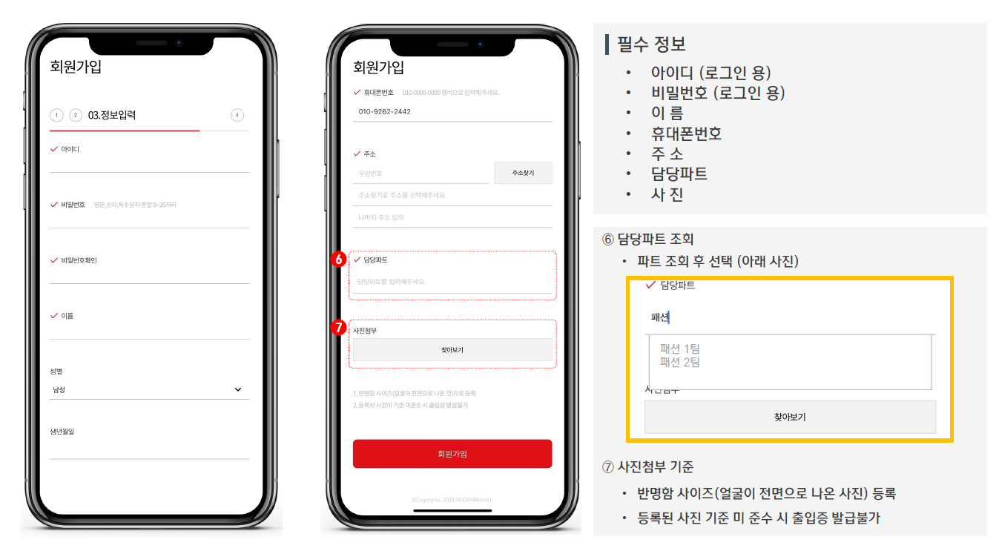 회원가입
1 2 03.정보입력 4
✓ 아이디
✓ 비밀번호 영문,숫자,특수문자 혼합 8~20자리
✓ 비밀번호확인
✓ 이름
성별
남성
생년월일
회원가입
✓ 휴대폰번호 010-0000-0000 형식으로 입력해 주세요.
010-9262-2442
✓ 주소
우편번호 주소찾기
주소찾기로 주소를 선택해주세요.
나머지 주소 입력
6 ✓ 담당파트
담당파트를 입력해주세요.
7 사진첨부
찾아보기
1. 반명함 사이즈(얼굴이 전면으로 나온 것)으로 등록
2. 등록된 사진이 기준 미준수 시 출입증 발급불가
회원가입
©Copyrights. 2020 HDCIPARKMALL.
필수 정보
• 아이디 (로그인 용)
• 비밀번호 (로그인 용)
• 이 름
• 휴대폰번호
• 주 소
• 담당파트
• 사 진
⑥ 담당파트 조회
• 파트 조회 후 선택 (아래 사진)
✓ 담당파트
패션
패션 1팀
패션 2팀
사진첨부
찾아보기
⑦ 사진첨부 기준
• 반명함 사이즈(얼굴이 전면으로 나온 사진) 등록
• 등록된 사진 기준 미 준수 시 출입증 발급불가